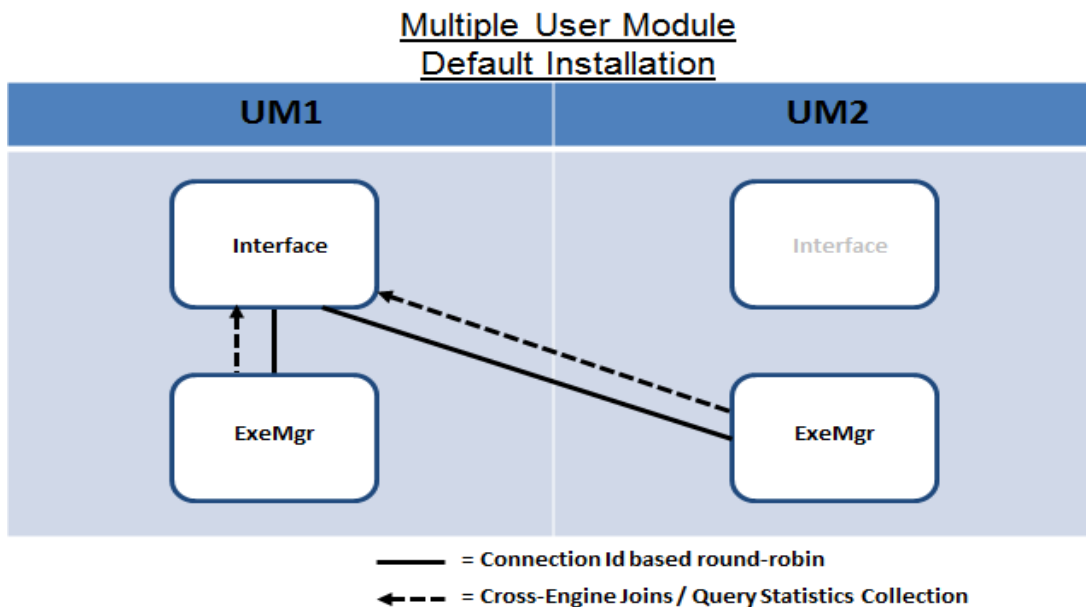 Multiple User Module
Default Installation
UM1
UM2
Interface
Interface
ExeMgr
ExeMgr
= Connection Id based round-robin
= Cross-Engine Joins / Query Statistics Collection